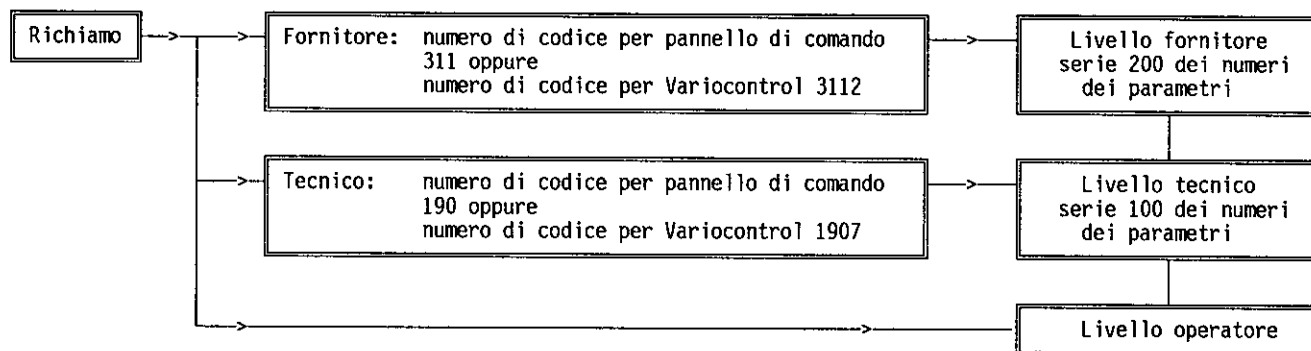 Richiamo
Fornitore: numero di codice per pannello di comando
311 oppure
numero di codice per Variocontrol 3112
Livello fornitore
serie 200 dei numeri
dei parametri
Tecnico: numero di codice per pannello di comando
190 oppure
numero di codice per Variocontrol 1907
Livello tecnico
serie 100 dei numeri
dei parametri
Livello operatore